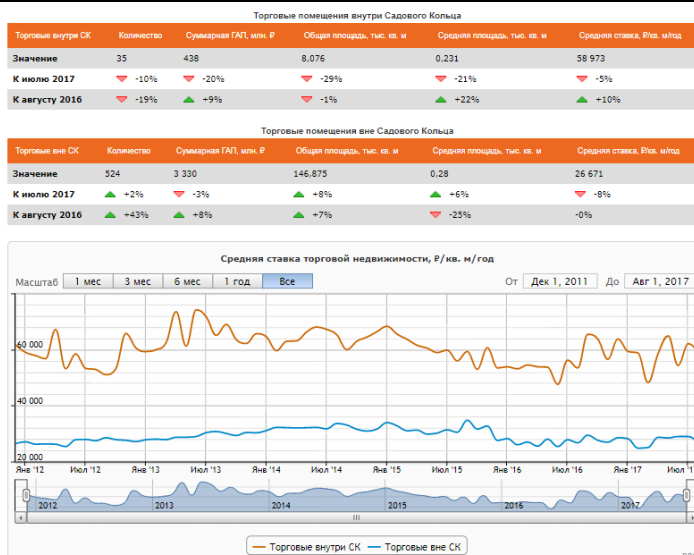 Торговые помещения внутри Садового Кольца
Торговые внутри СК Количество Суммарная ГАП, млн. ₽ Общая площадь, тыс. кв. м Средняя площадь, тыс. кв. м Средняя ставка, ₽/кв. м/год
Значение 35 438 8,076 0,231 58 973
К июлю 2017 -10% -20% -29% -21% -5%
К августу 2016 -19% +9% -1% +22% +10%
Торговые помещения вне Садового Кольца
Торговые вне СК Количество Суммарная ГАП, млн. ₽ Общая площадь, тыс. кв. м Средняя площадь, тыс. кв. м Средняя ставка, ₽/кв. м/год
Значение 524 3 330 146,875 0,28 26 671
К июлю 2017 +2% -3% +8% +6% -8%
К августу 2016 +43% +8% +7% -25% -0%
Средняя ставка торговой недвижимости, ₽/кв. м/год
Масштаб 1 мес 3 мес 6 мес 1 год Все От Дек 1, 2011 До Авг 1, 2017
60 000
40 000
20 000
Янв '12 Июл '12 Янв '13 Июл '13 Янв '14 Июл '14 Янв '15 Июл '15 Янв '16 Июл '16 Янв '17 Июл '1
2012 2013 2014 2015 2016 2017
Торговые внутри СК Торговые вне СК